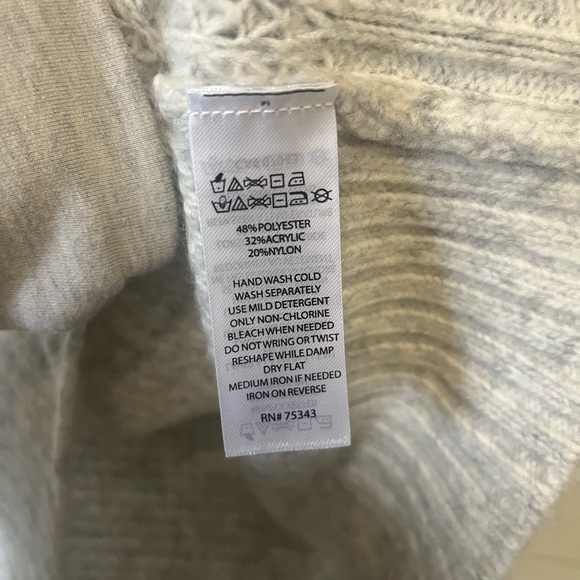 48%POLYESTER
32%ACRYLIC
20%NYLON
HAND WASH COLD
WASH SEPARATELY
USE MILD DETERGENT
ONLY NON-CHLORINE
BLEACH WHEN NEEDED
DO NOT WRING OR TWIST
RESHAPE WHILE DAMP
DRY FLAT
MEDIUM IRON IF NEEDED
IRON ON REVERSE
RN# 75343